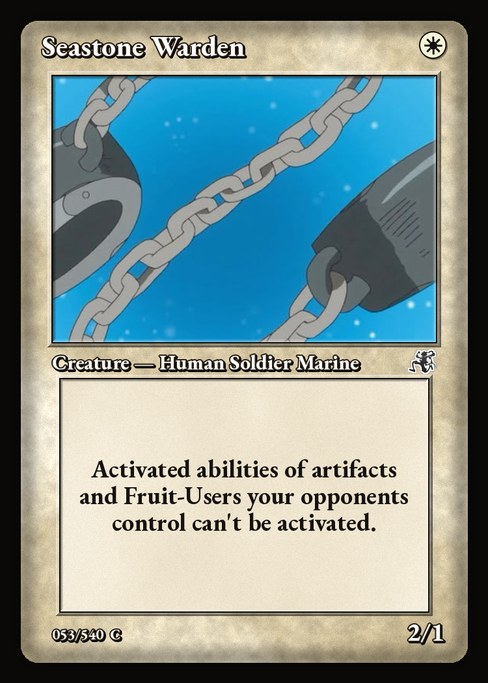 Seastone Warden
Creature — Human Soldier Marine
Activated abilities of artifacts
and Fruit-Users your opponents
control can't be activated.
053/540 C
2/1